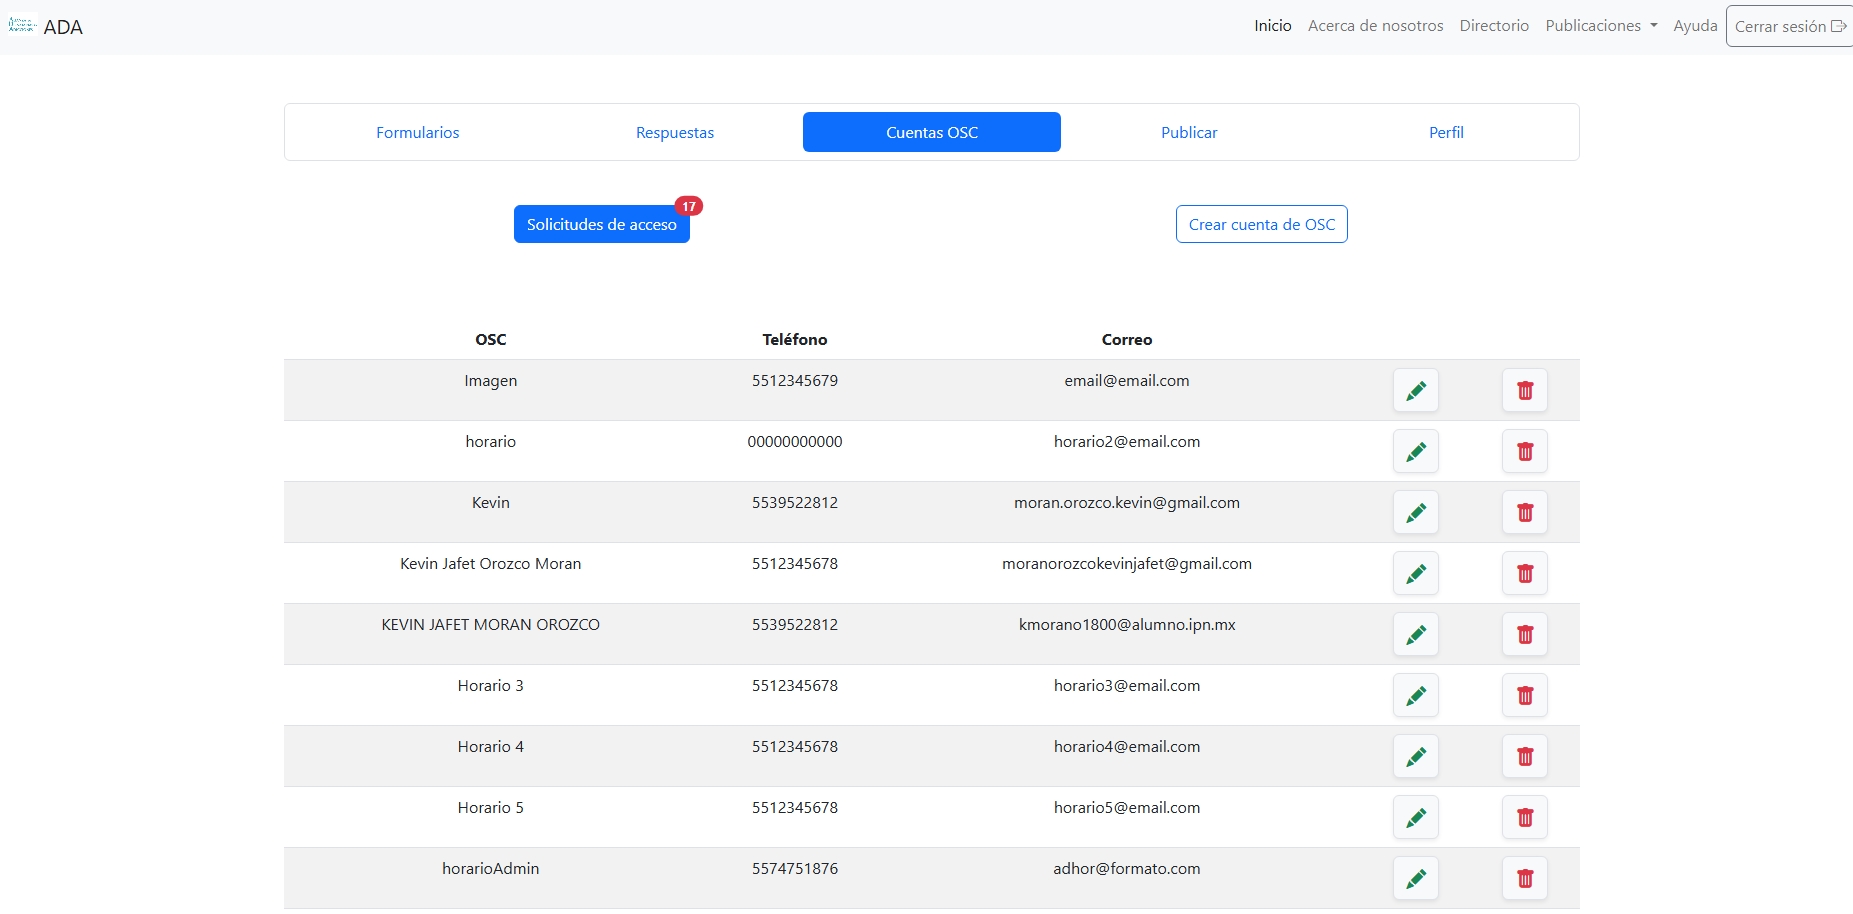 ADA
Inicio Acerca de nosotros Directorio Publicaciones Ayuda Cerrar sesión
Formularios Respuestas Cuentas OSC Publicar Perfil
Solicitudes de acceso 17 Crear cuenta de OSC
OSC Teléfono Correo
Imagen 5512345679 email@email.com
horario 00000000000 horario2@email.com
Kevin 5539522812 moran.orozco.kevin@gmail.com
Kevin Jafet Orozco Moran 5512345678 moranorozcokevinjafet@gmail.com
KEVIN JAFET MORAN OROZCO 5539522812 kmorano1800@alumno.ipn.mx
Horario 3 5512345678 horario3@email.com
Horario 4 5512345678 horario4@email.com
Horario 5 5512345678 horario5@email.com
horarioAdmin 5574751876 adhor@formato.com